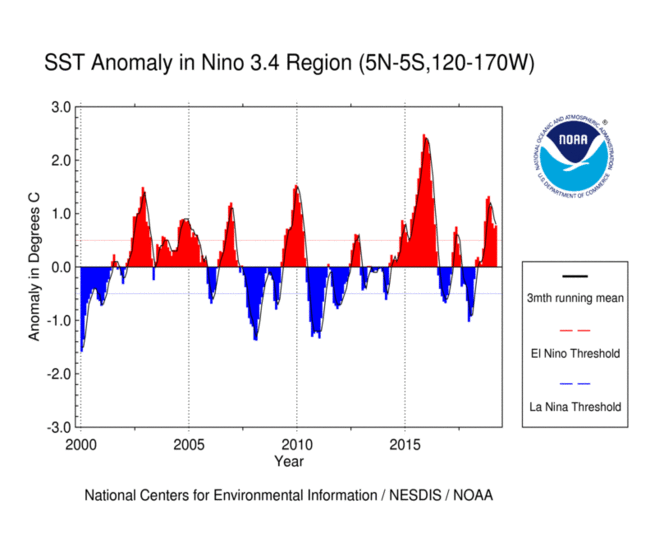 SST Anomaly in Nino 3.4 Region (5N-5S,120-170W)
3.0
2.0
1.0
0.0
-1.0
-2.0
-3.0
Anomaly in Degrees C
2000 2005 2010 2015
Year
NATIONAL OCEANIC AND ATMOSPHERIC ADMINISTRATION
®
NOAA
U.S. DEPARTMENT OF COMMERCE
3mth running mean
El Nino Threshold
La Nina Threshold
National Centers for Environmental Information / NESDIS / NOAA